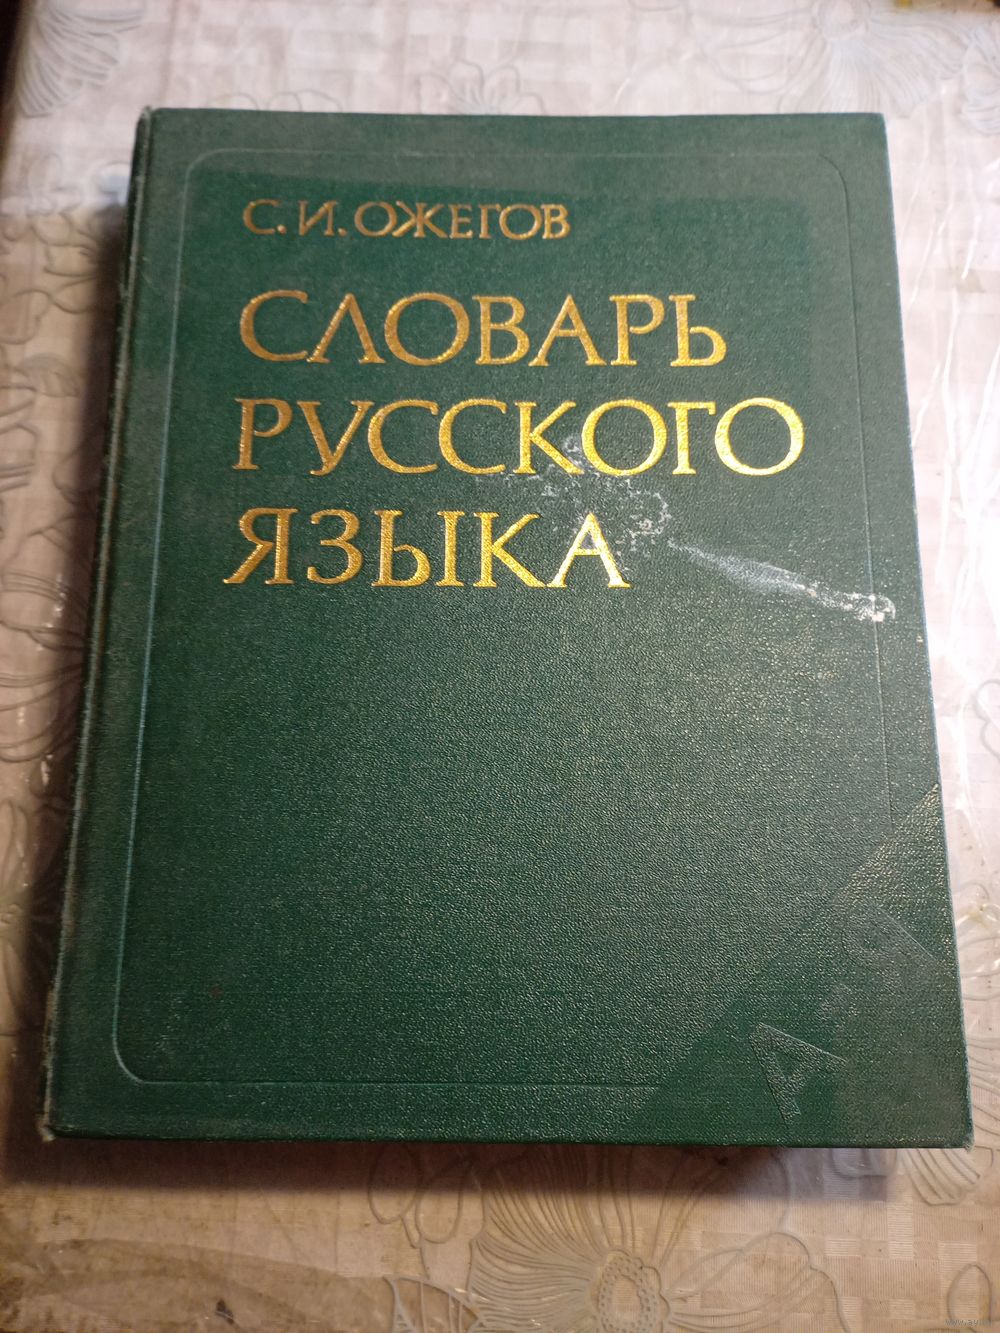 С. И. ОЖЕГОВ
СЛОВАРЬ
РУССКОГО
ЯЗЫКА
А